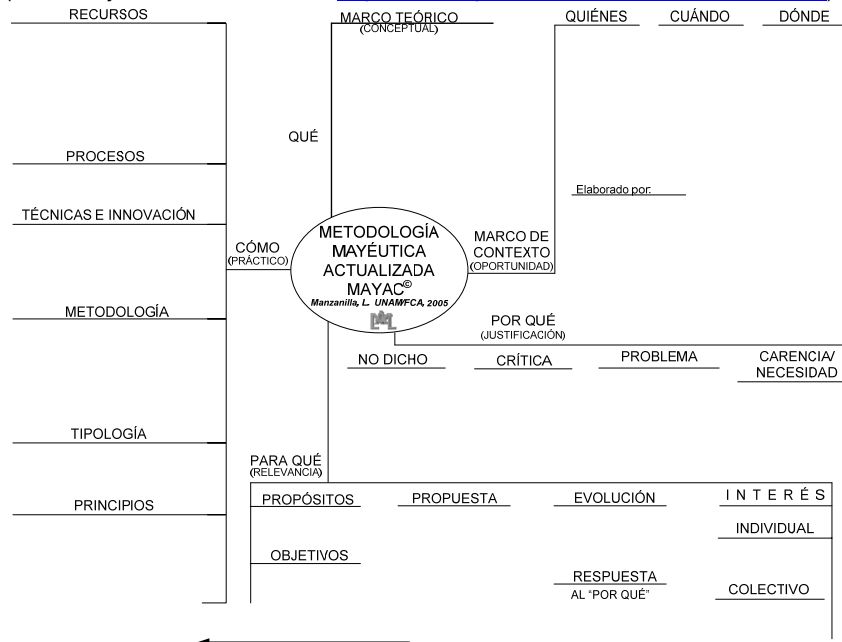 RECURSOS
MARCO TEÓRICO
(CONCEPTUAL)
QUIÉNES
CUÁNDO
DÓNDE
QUÉ
PROCESOS
Elaborado por:
TÉCNICAS E INNOVACIÓN
CÓMO
(PRÁCTICO)
METODOLOGÍA
MAYÉUTICA
ACTUALIZADA
MAYAC©
Manzanilla, L. UNAM/FCA, 2005
MARCO DE
CONTEXTO
(OPORTUNIDAD)
METODOLOGÍA
POR QUÉ
(JUSTIFICACIÓN)
NO DICHO
CRÍTICA
PROBLEMA
CARENCIA/
NECESIDAD
TIPOLOGÍA
PARA QUÉ
(RELEVANCIA)
PRINCIPIOS
PROPÓSITOS
PROPUESTA
EVOLUCIÓN
INTERÉS
INDIVIDUAL
OBJETIVOS
RESPUESTA
AL "POR QUÉ"
COLECTIVO